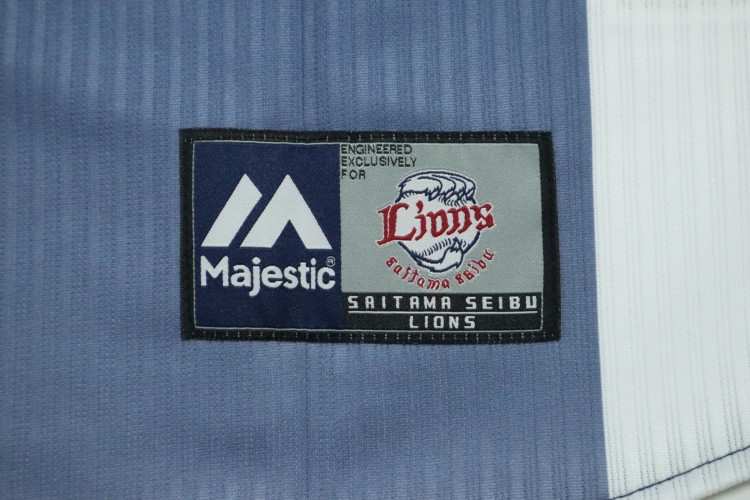 Majestic®
ENGINEERED
EXCLUSIVELY
FOR
Lions
saitama seibu
SAITAMA SEIBU
LIONS